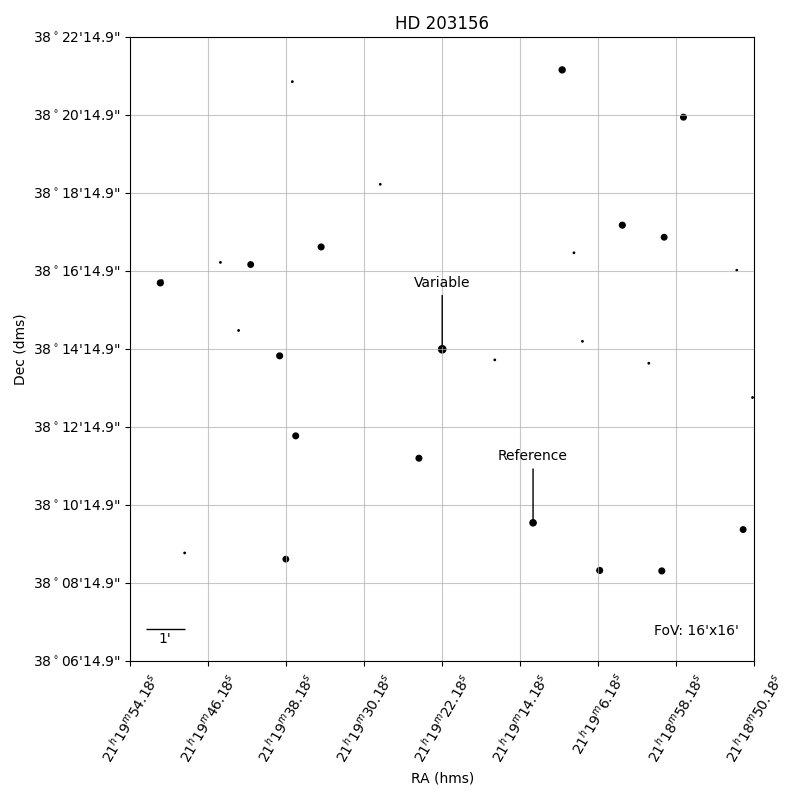 HD 203156
38°22'14.9"
38°20'14.9"
38°18'14.9"
38°16'14.9"
38°14'14.9"
38°12'14.9"
38°10'14.9"
38°08'14.9"
38°06'14.9"
Dec (dms)
Variable
Reference
1'
FoV: 16'x16'
21h19m54.18s
21h19m46.18s
21h19m38.18s
21h19m30.18s
21h19m22.18s
21h19m14.18s
21h19m6.18s
21h18m58.18s
21h18m50.18s
RA (hms)